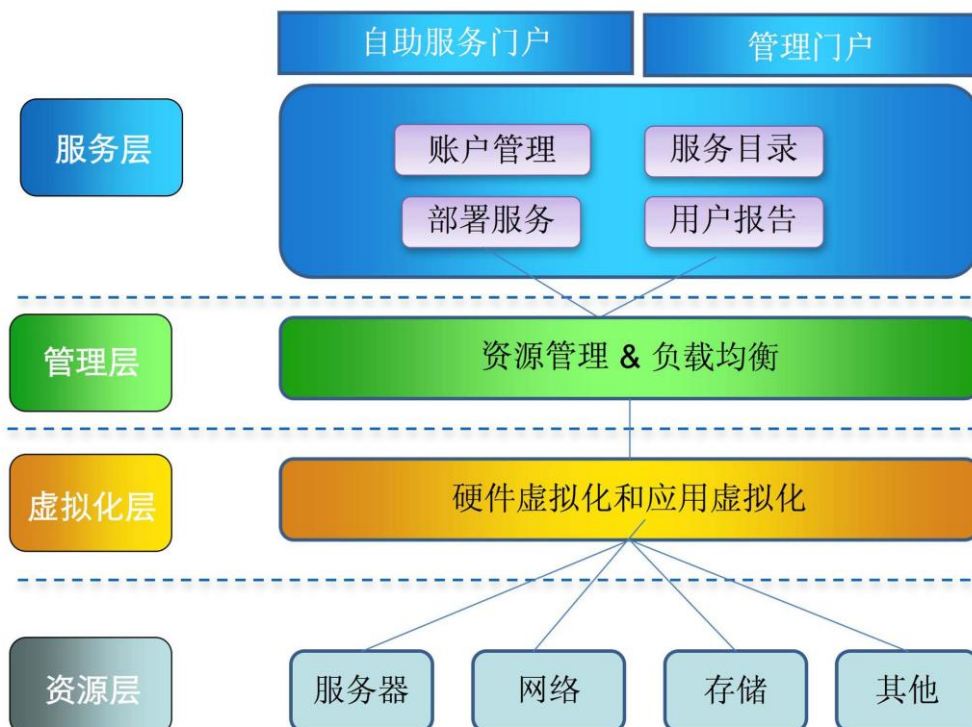 自助服务门户
管理门户
服务层
账户管理
服务目录
部署服务
用户报告
管理层
资源管理 & 负载均衡
虚拟化层
硬件虚拟化和应用虚拟化
资源层
服务器
网络
存储
其他